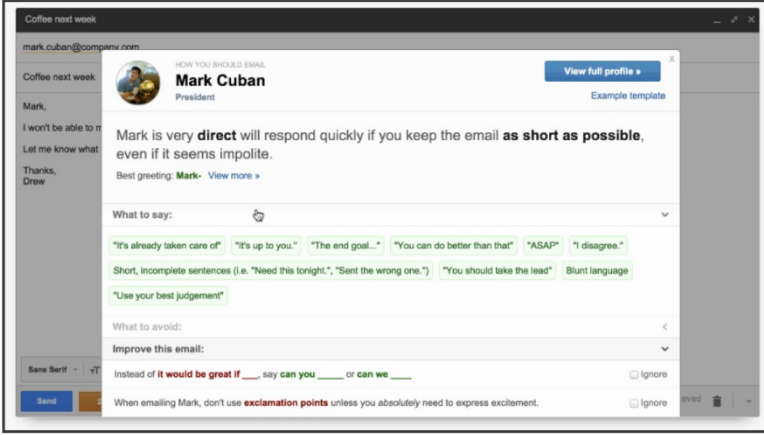 Coffee next week
mark.cuban@company.com
Coffee next week
Mark,
I won't be able to m
Let me know what
Thanks,
Drew
HOW YOU SHOULD EMAIL
Mark Cuban
President
View full profile »
x
Example template
Mark is very direct will respond quickly if you keep the email as short as possible,
even if it seems impolite.
Best greeting: Mark- View more »
What to say:
"It's already taken care of" "It's up to you." "The end goal..." "You can do better than that" "ASAP" "I disagree."
Short, incomplete sentences (i.e. "Need this tonight.", "Sent the wrong one.") "You should take the lead" Blunt language
"Use your best judgement"
What to avoid:
Improve this email:
Instead of it would be great if ___, say can you _____ or can we ____ Ignore
When emailing Mark, don't use exclamation points unless you absolutely need to express excitement. Ignore
Sans Serif
Send
aved